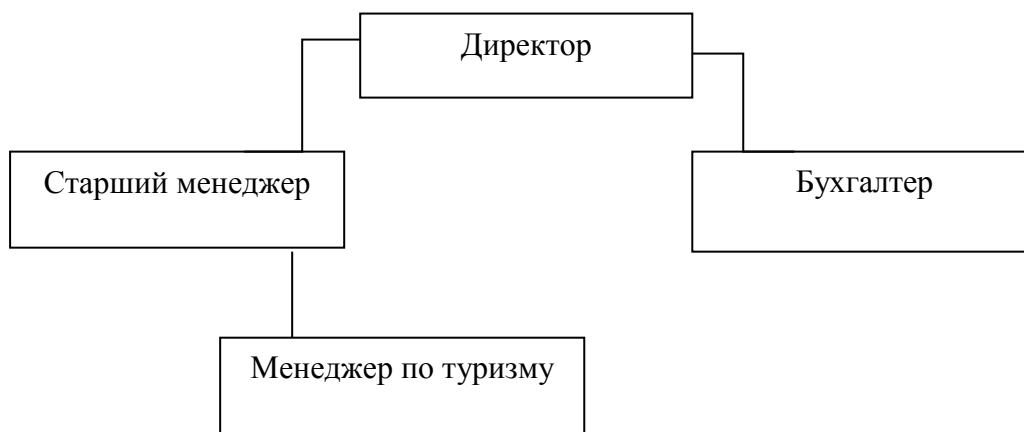 Директор
Старший менеджер
Бухгалтер
Менеджер по туризму